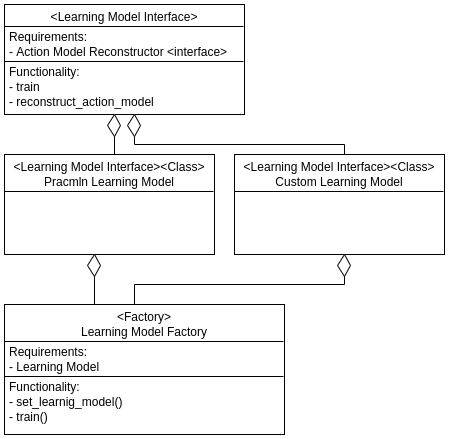 <Learning Model Interface>
Requirements:
- Action Model Reconstructor <interface>
Functionality:
- train
- reconstruct_action_model
<Learning Model Interface><Class>
Pracmln Learning Model
<Learning Model Interface><Class>
Custom Learning Model
<Factory>
Learning Model Factory
Requirements:
- Learning Model
Functionality:
- set_learnig_model()
- train()